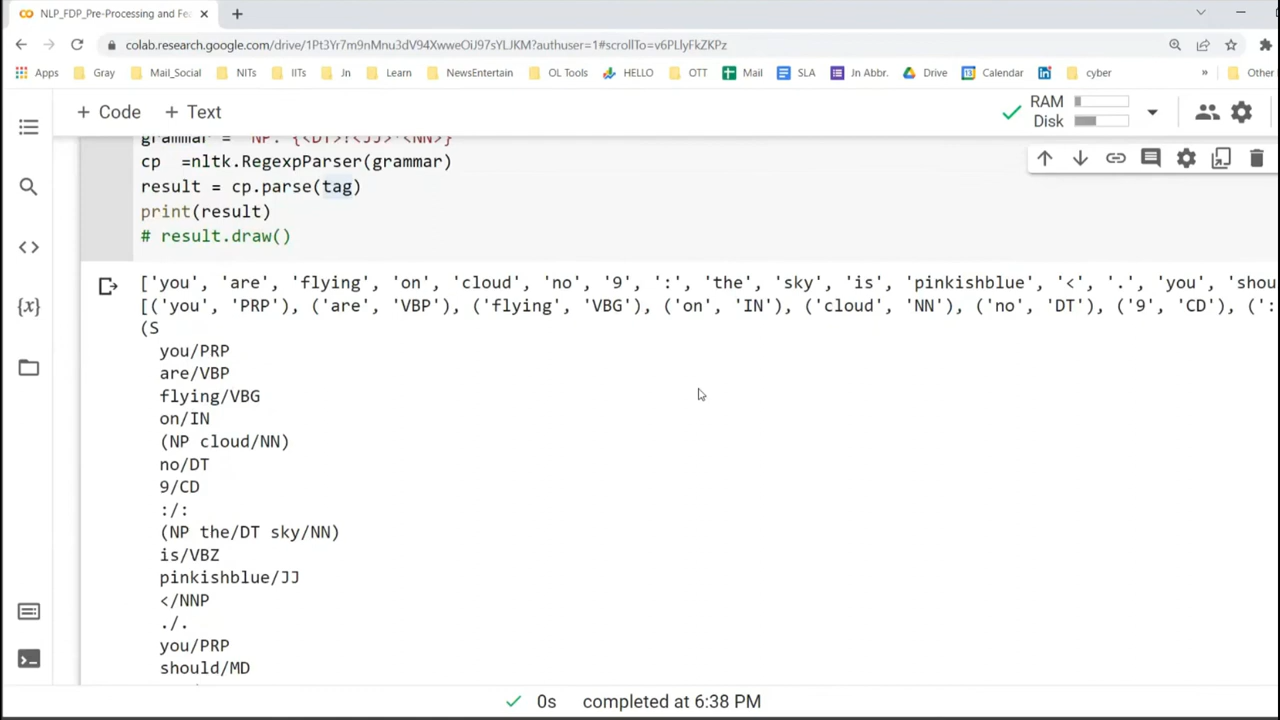 NLP_FDP_Pre-Processing and Fea
colab.research.google.com/drive/1Pt3Yr7m9nMnu3dV94XwweOiJ97sYLJKM?authuser=1#scrollTo=v6PLlyFkZKPz
Apps Gray Mail_Social NITs IITs Jn Learn NewsEntertain OL Tools HELLO OTT Mail SLA Jn Abbr. Drive Calendar cyber » Other
+ Code + Text RAM
Disk
grammar = "NP: {<DT>?<JJ>*<NN>}"
cp =nltk.RegexpParser(grammar)
result = cp.parse(tag)
print(result)
# result.draw()
['you', 'are', 'flying', 'on', 'cloud', 'no', '9', ':', 'the', 'sky', 'is', 'pinkishblue', '<', '.', 'you', 'shou
[('you', 'PRP'), ('are', 'VBP'), ('flying', 'VBG'), ('on', 'IN'), ('cloud', 'NN'), ('no', 'DT'), ('9', 'CD'), (':
(S
you/PRP
are/VBP
flying/VBG
on/IN
(NP cloud/NN)
no/DT
9/CD
:/:
(NP the/DT sky/NN)
is/VBZ
pinkishblue/JJ
</NNP
./.
you/PRP
should/MD
0s completed at 6:38 PM